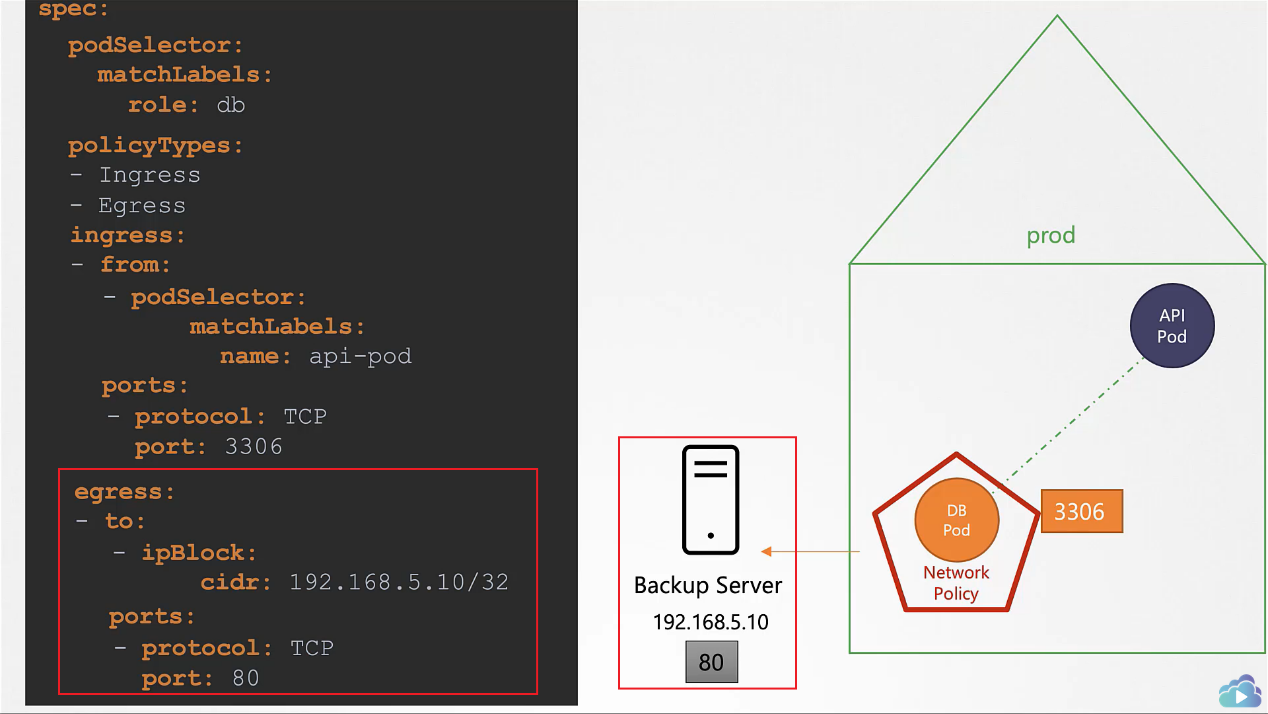 spec:
podSelector:
matchLabels:
role: db
policyTypes:
- Ingress
- Egress
ingress:
- from:
- podSelector:
matchLabels:
name: api-pod
ports:
- protocol: TCP
port: 3306
egress:
- to:
- ipBlock:
cidr: 192.168.5.10/32
ports:
- protocol: TCP
port: 80
Backup Server
192.168.5.10
80
prod
API
Pod
DB
Pod
3306
Network
Policy